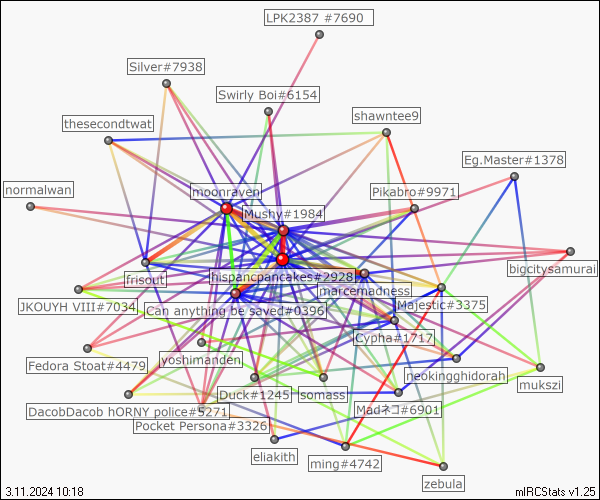 LPK2387 #7690
Silver#7938
Swirly Boi#6154
shawntee9
thesecondtwat
Eg.Master#1378
normalwan
moonraven
Pikabro#9971
Mushy#1984
bigcitysamurai
frisout
hispancpancakes#2928
marcemadness
JKOUYH VIII#7034
Can anything be saved#0396
Majestic#3375
Cypha#1717
Fedora Stoat#4479
yoshimanden
neokingghidorah
Duck#1245
somass
mukszi
DacobDacob hORNY police#5271
Madネコ#6901
Pocket Persona#3326
eliakith
ming#4742
zebula
3.11.2024 10:18
mIRCStats v1.25